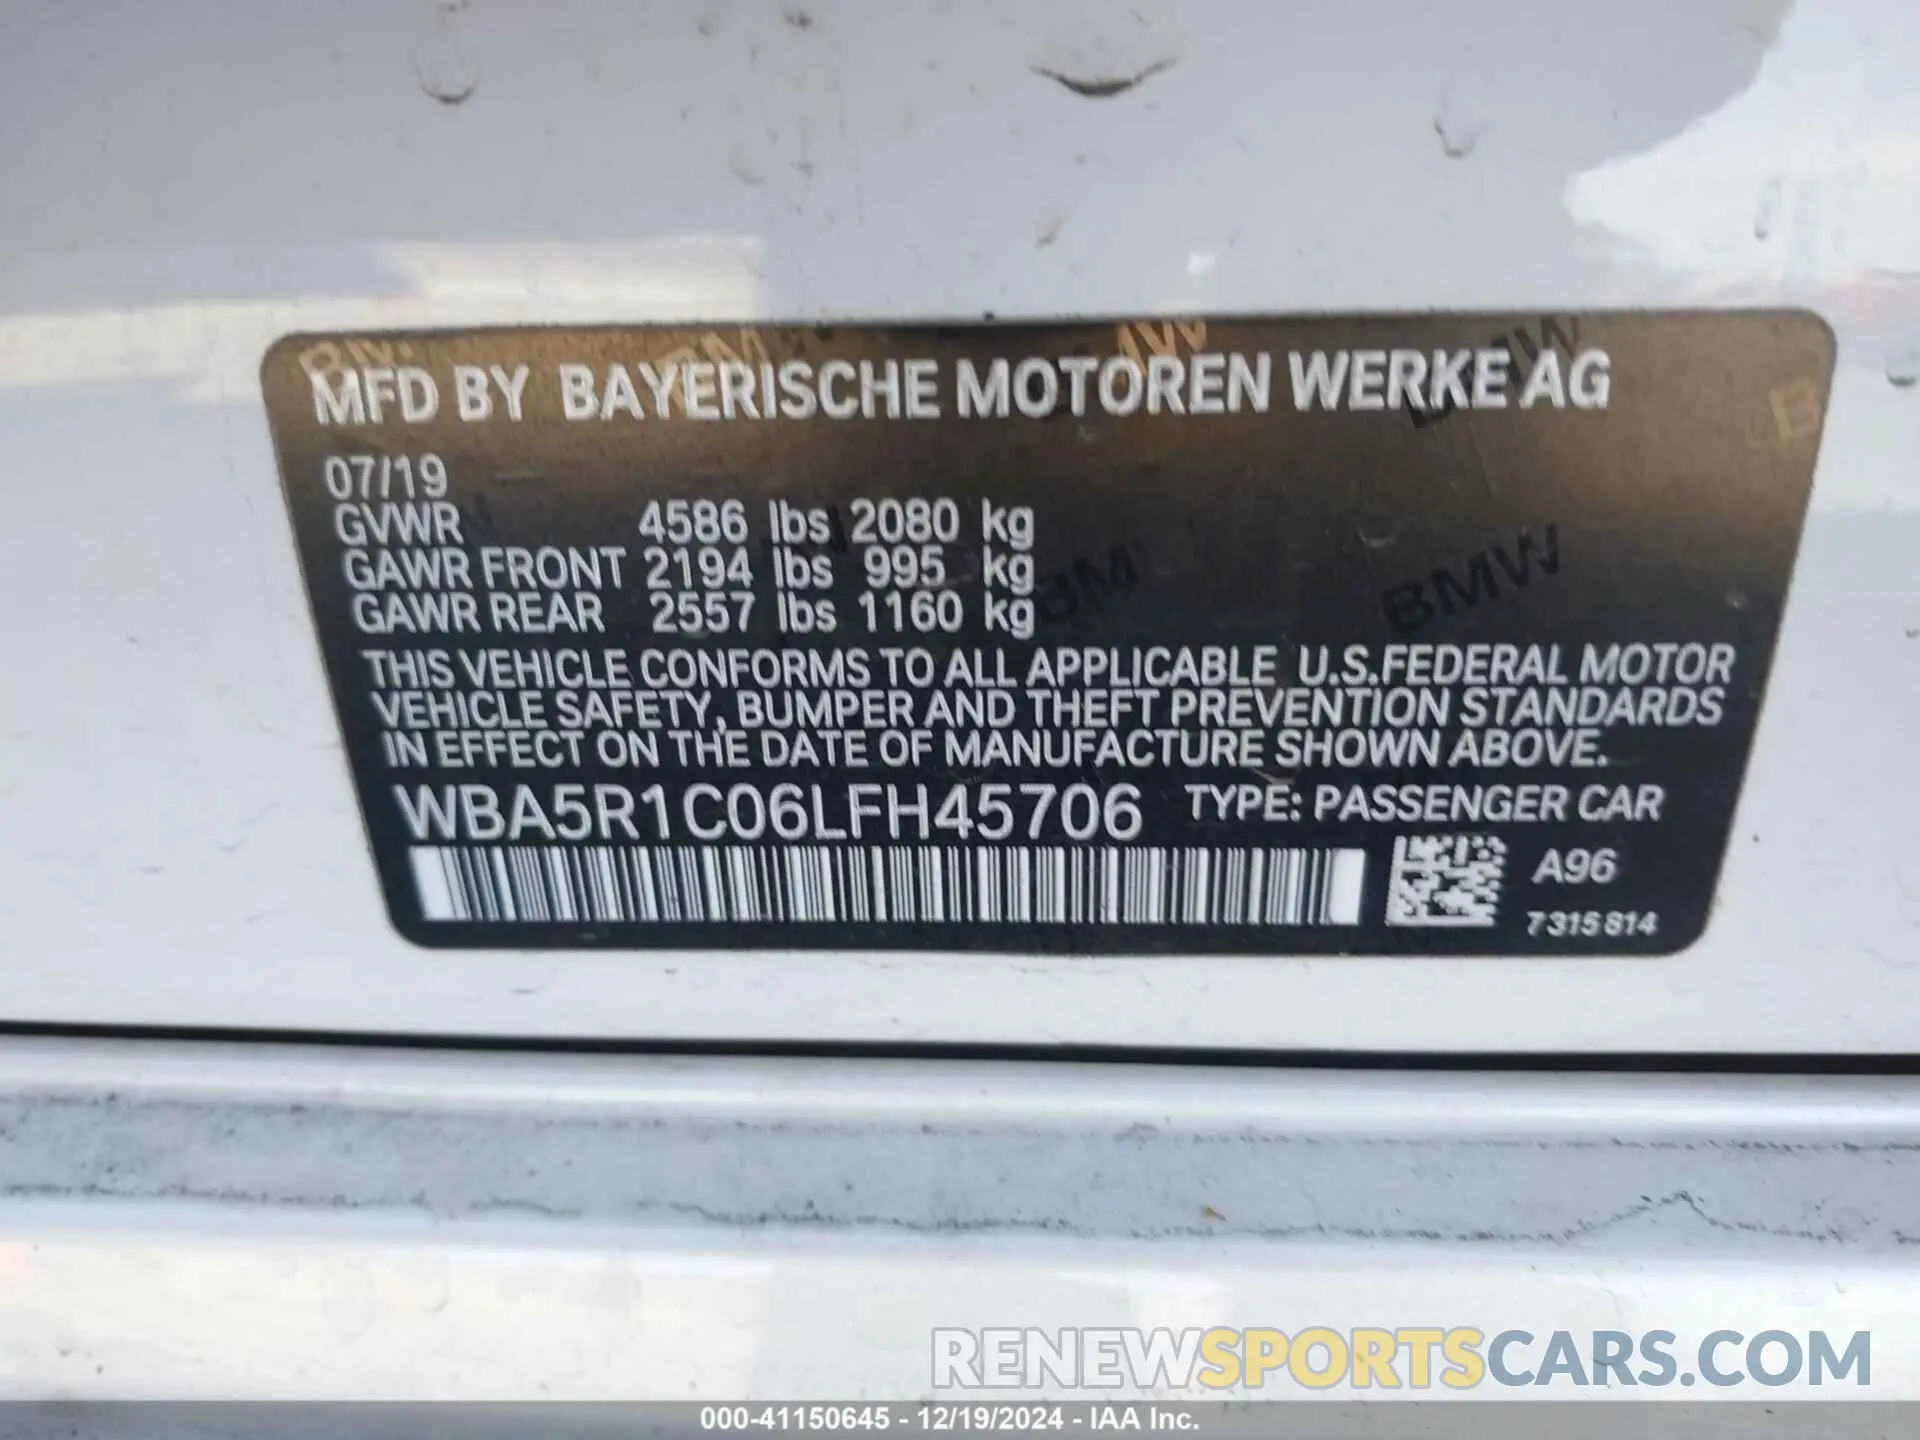 MFD BY BAYERISCHE MOTOREN WERKE AG
07/19
GVWR 4586 lbs 2080 kg
GAWR FRONT 2194 lbs 995 kg
GAWR REAR 2557 lbs 1160 kg
THIS VEHICLE CONFORMS TO ALL APPLICABLE U.S.FEDERAL MOTOR
VEHICLE SAFETY, BUMPER AND THEFT PREVENTION STANDARDS
IN EFFECT ON THE DATE OF MANUFACTURE SHOWN ABOVE.
WBA5R1C06LFH45706 TYPE: PASSENGER CAR
A96
7315814
RENEWSPORTSCARS.COM
000-41150645 - 12/19/2024 - IAA Inc.